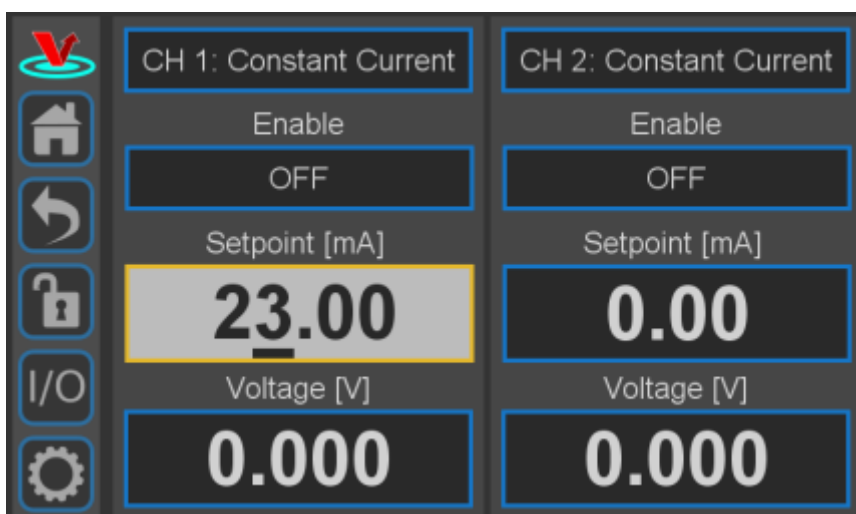 CH 1: Constant Current
Enable
OFF
Setpoint [mA]
23.00
Voltage [V]
0.000
CH 2: Constant Current
Enable
OFF
Setpoint [mA]
0.00
Voltage [V]
0.000
I/O